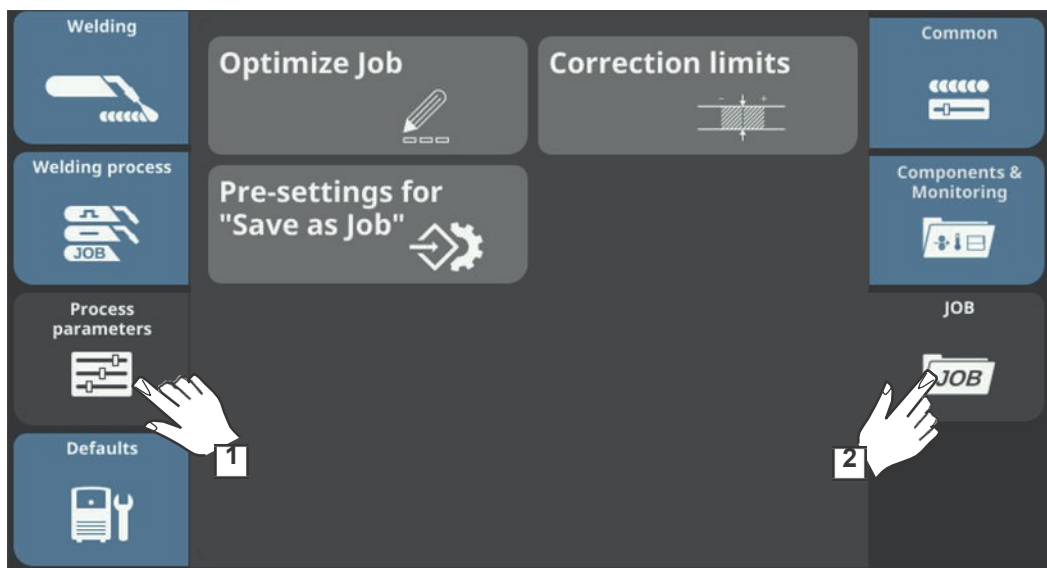 Welding
Welding process
JOB
Process
parameters
1
Defaults
Optimize Job
Correction limits
- +
Pre-settings for
"Save as Job"
Common
Components &
Monitoring
JOB
JOB
2